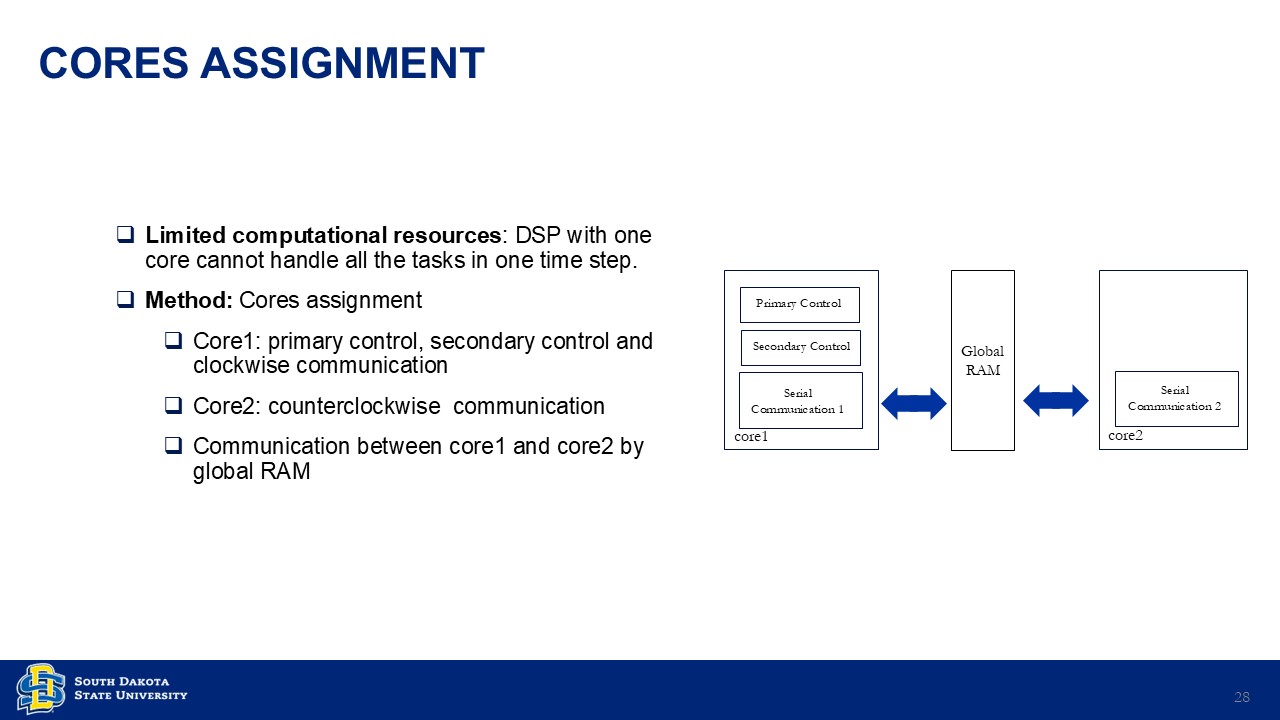 CORES ASSIGNMENT
❑ Limited computational resources: DSP with one
core cannot handle all the tasks in one time step.
❑ Method: Cores assignment
❑ Core1: primary control, secondary control and
clockwise communication
❑ Core2: counterclockwise  communication
❑ Communication between core1 and core2 by
global RAM
Primary Control
Secondary Control
Serial
Communication 1
core1
Global
RAM
Serial
Communication 2
core2
South Dakota
State University
28